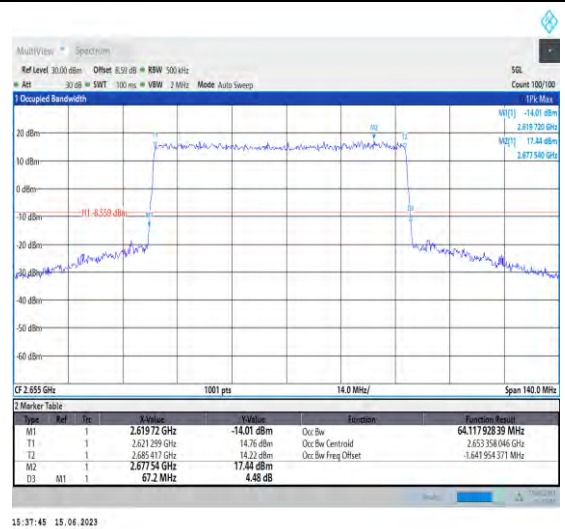 MultiView Spectrum
Ref Level 30.00 dBm Offset 8.59 dB RBW 500 kHz SGL
Att 30 dB SWT 100 ms VBW 2 MHz Mode Auto Sweep Count 100/100
1 Occupied Bandwidth 1Pk Max
M1[1] -14.01 dBm
2.619 720 GHz
M2[1] 17.44 dBm
2.677 540 GHz
20 dBm
T1 M2 T2
10 dBm
0 dBm
H1 -8.559 dBm
-10 dBm
M1 D3
-20 dBm
-30 dBm
-40 dBm
-50 dBm
-60 dBm
CF 2.655 GHz 1001 pts 14.0 MHz/ Span 140.0 MHz
2 Marker Table
Type Ref Trc X-Value Y-Value Function Function Result
M1 1 2.619 72 GHz -14.01 dBm Occ Bw 64.117 928 39 MHz
T1 1 2.621 299 GHz 14.76 dBm Occ Bw Centroid 2.653 358 046 GHz
T2 1 2.685 417 GHz 14.22 dBm Occ Bw Freq Offset -1.641 954 371 MHz
M2 1 2.677 54 GHz 17.44 dBm
D3 M1 1 67.2 MHz 4.48 dB
Ready
15:37:45 15.06.2023